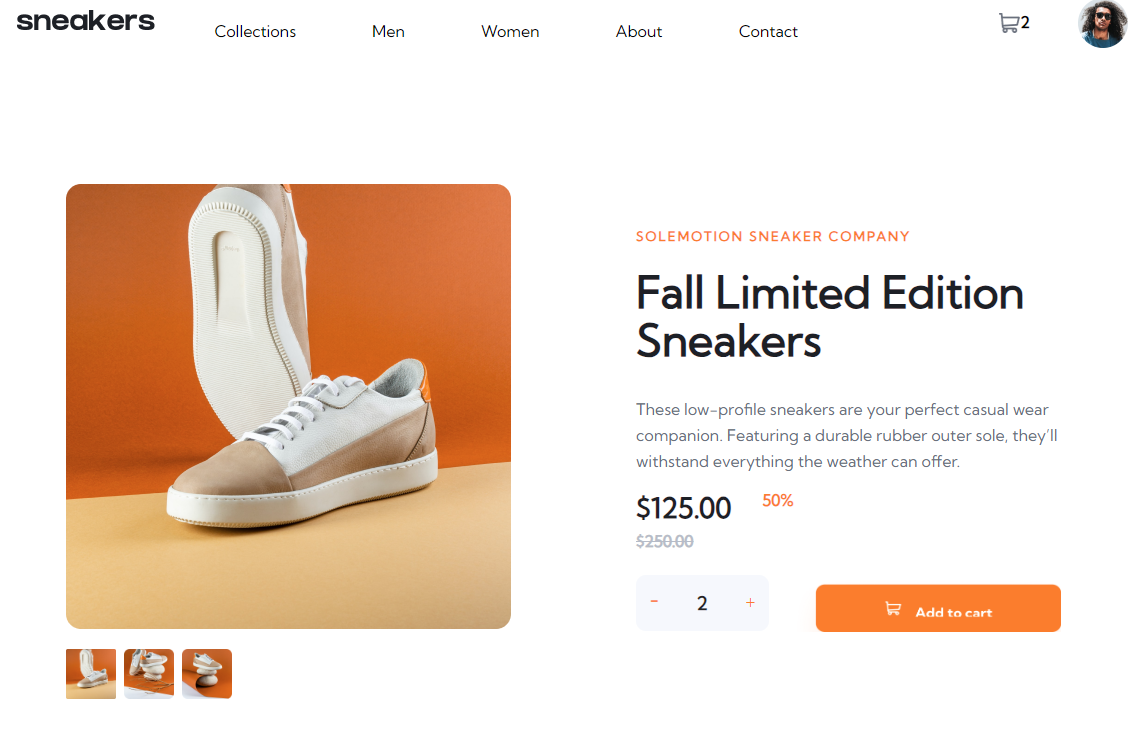 sneakers
Collections Men Women About Contact
2
SOLEMOTION SNEAKER COMPANY
Fall Limited Edition
Sneakers
These low-profile sneakers are your perfect casual wear
companion. Featuring a durable rubber outer sole, they’ll
withstand everything the weather can offer.
$125.00 50%
$250.00
- 2 +
Add to cart